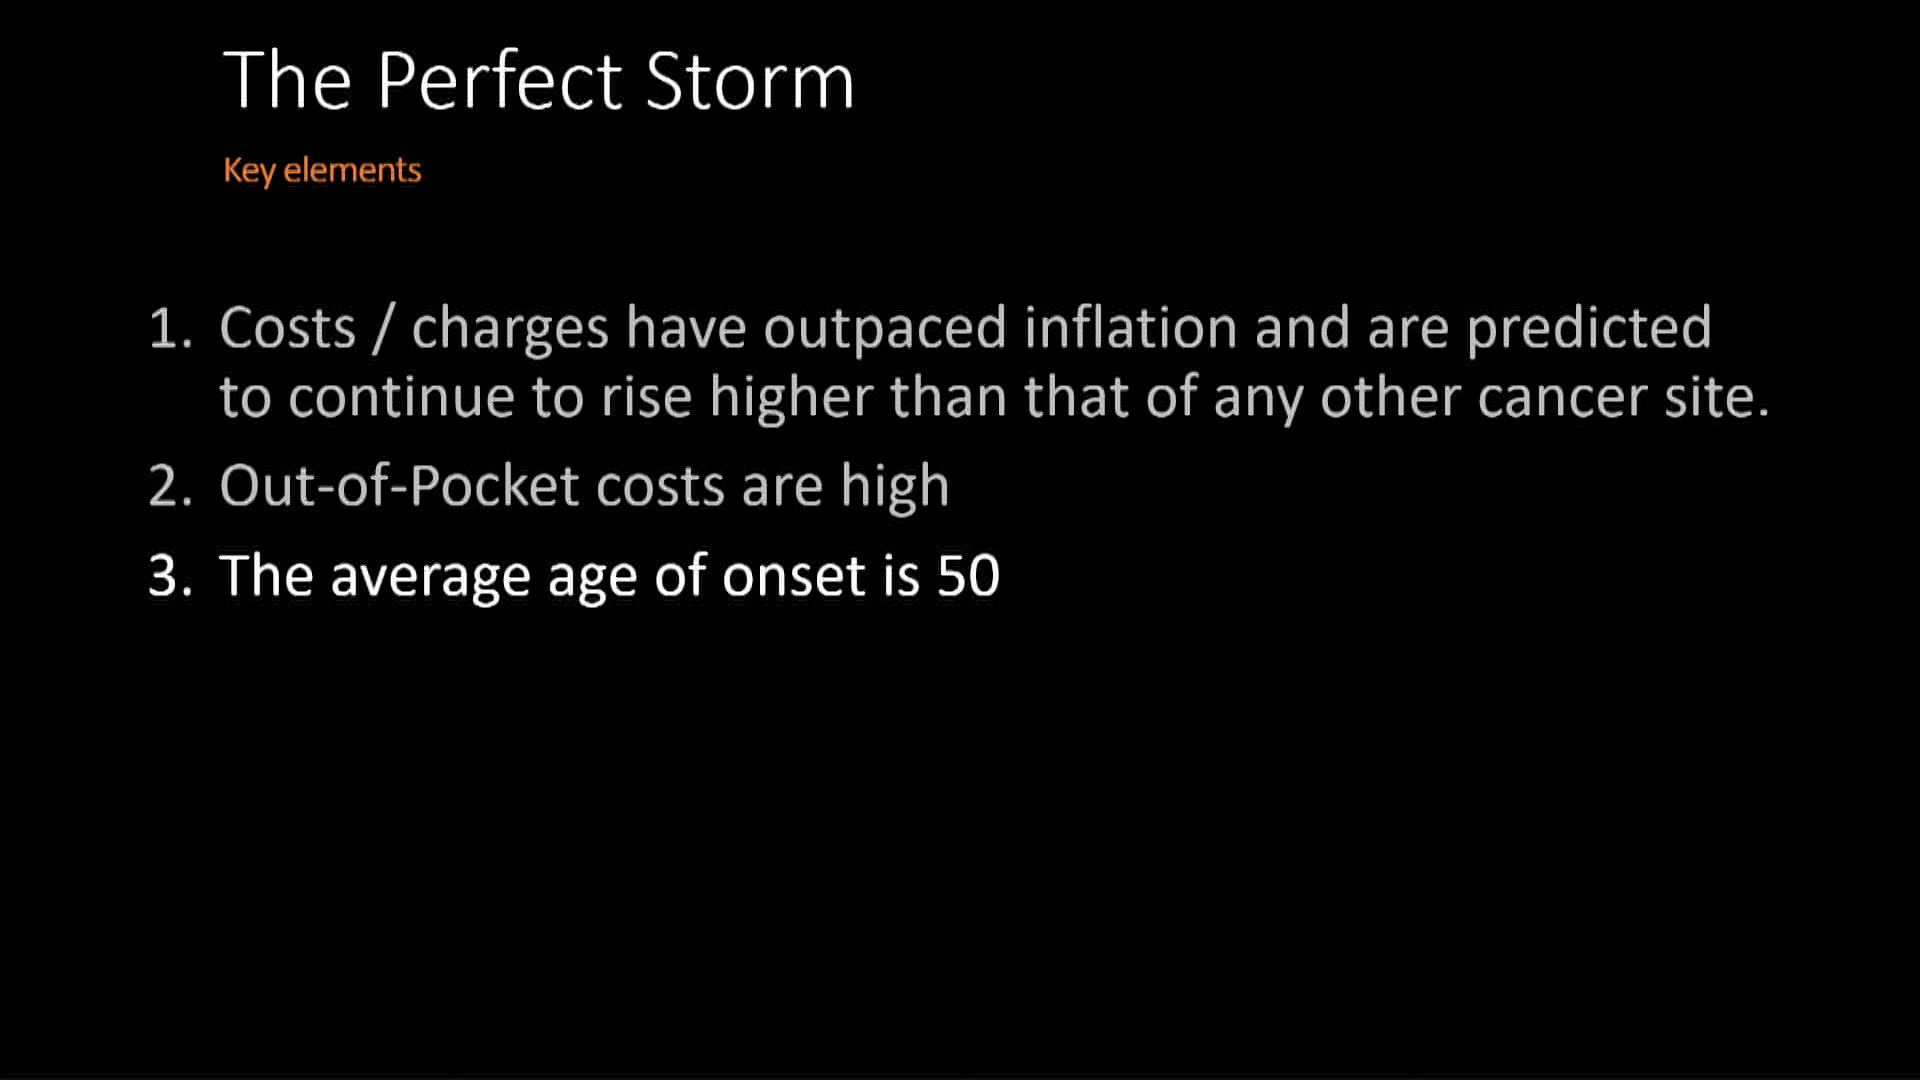 The Perfect Storm
Key elements
1. Costs / charges have outpaced inflation and are predicted
to continue to rise higher than that of any other cancer site.
2. Out-of-Pocket costs are high
3. The average age of onset is 50